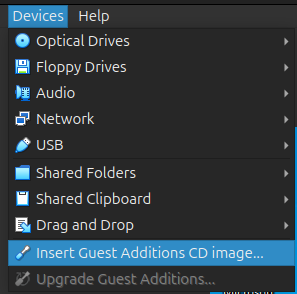 Devices Help
Optical Drives
Floppy Drives
Audio
Network
USB
Shared Folders
Shared Clipboard
Drag and Drop
Insert Guest Additions CD image...
Upgrade Guest Additions...